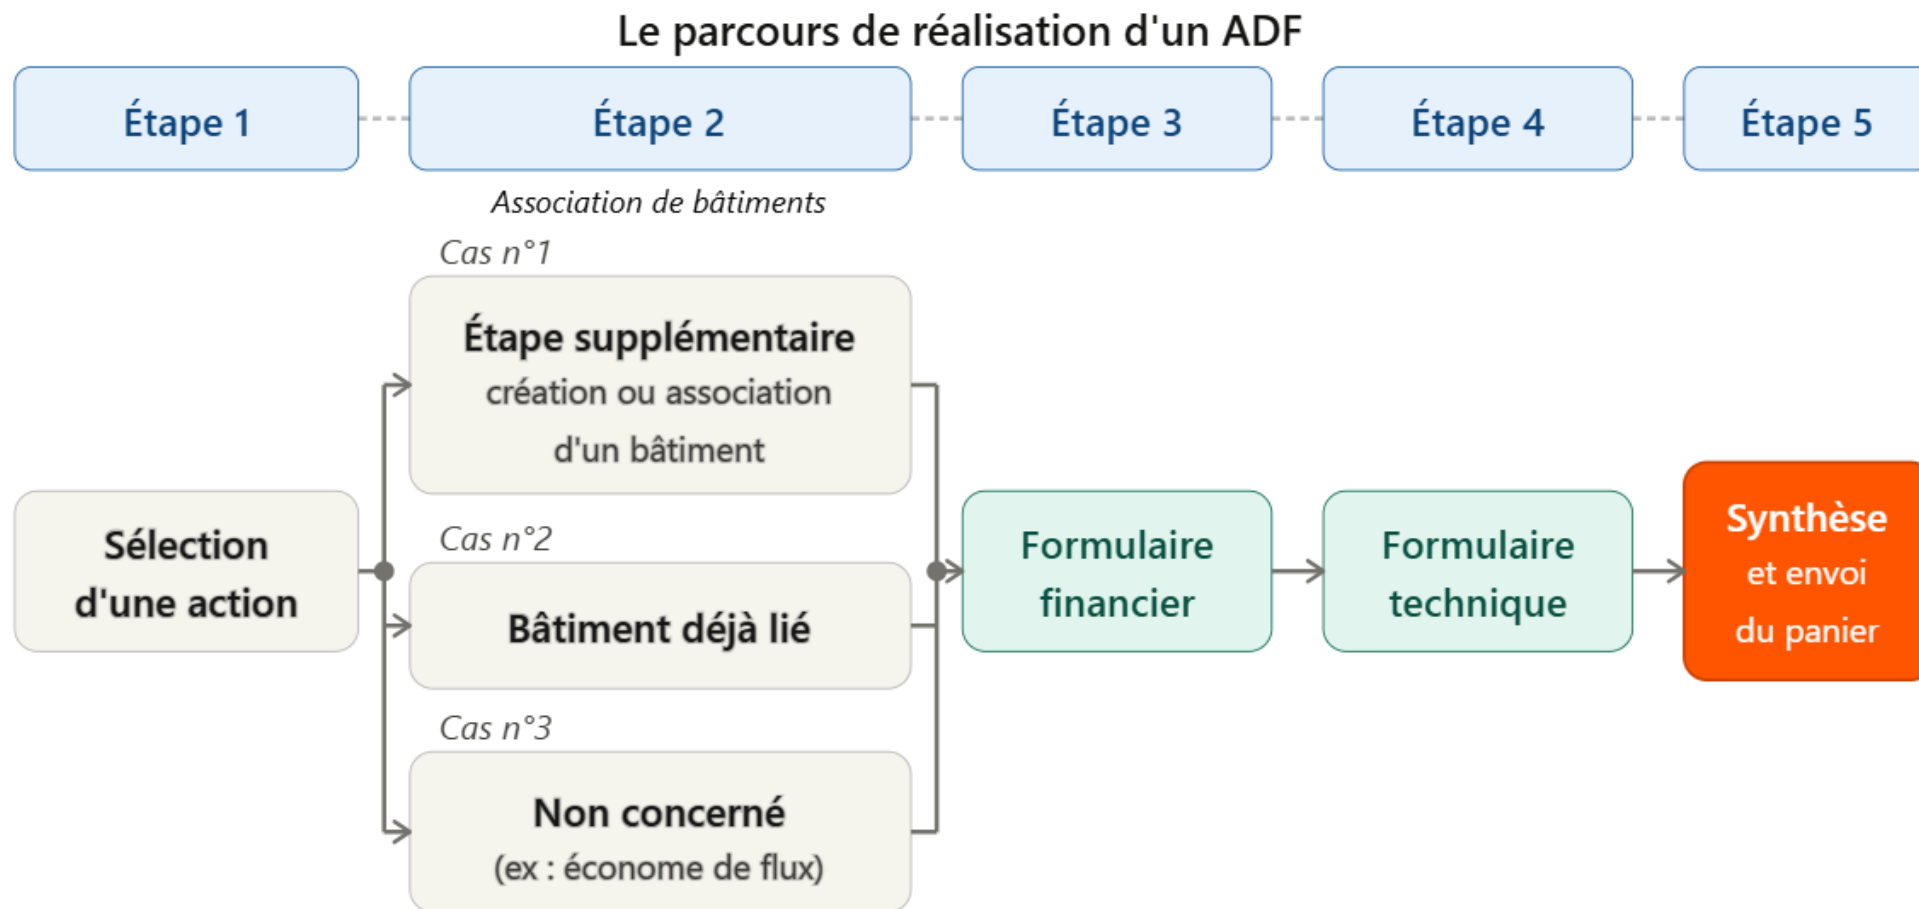 Le parcours de réalisation d'un ADF
Étape 1
Étape 2
Étape 3
Étape 4
Étape 5
Association de bâtiments
Cas n°1
Étape supplémentaire
création ou association
d'un bâtiment
Sélection
d'une action
Cas n°2
Bâtiment déjà lié
Cas n°3
Non concerné
(ex : économe de flux)
Formulaire
financier
Formulaire
technique
Synthèse
et envoi
du panier